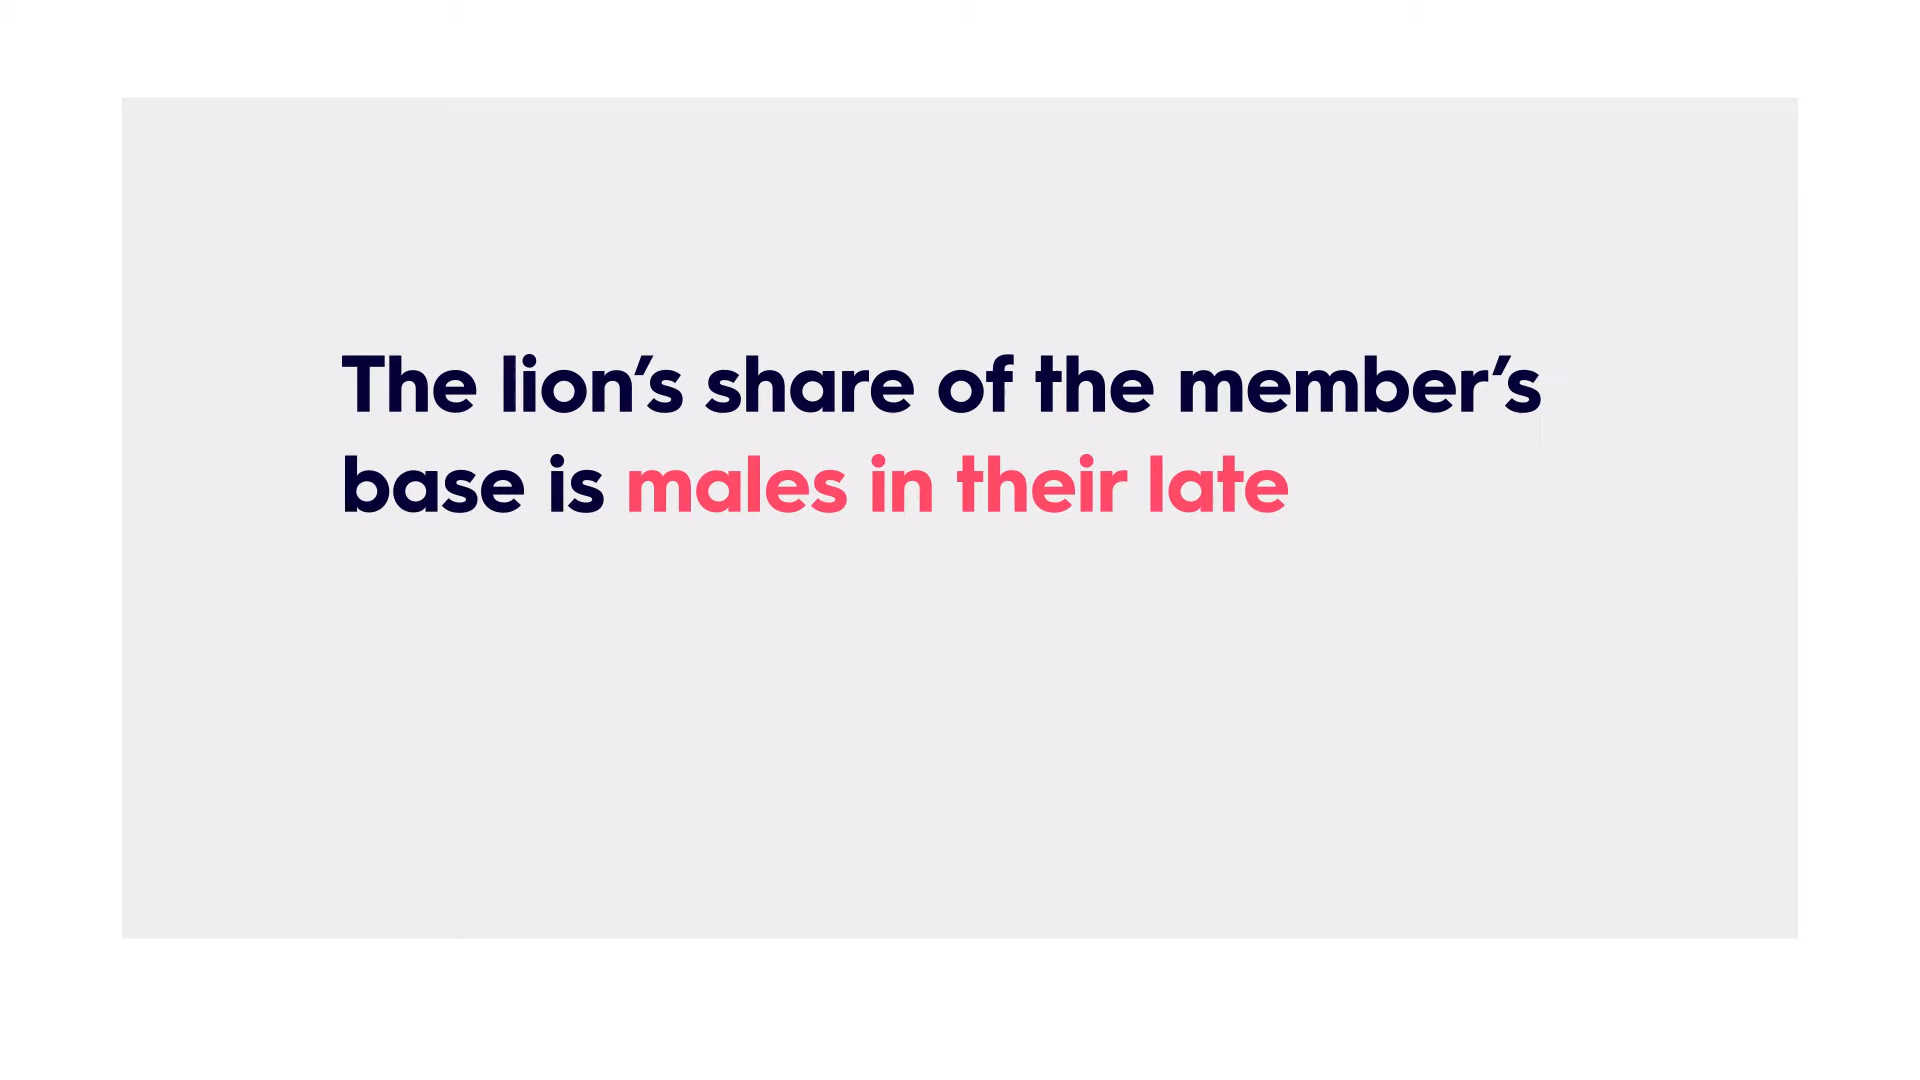 The lion’s share of the member’s
base is males in their late